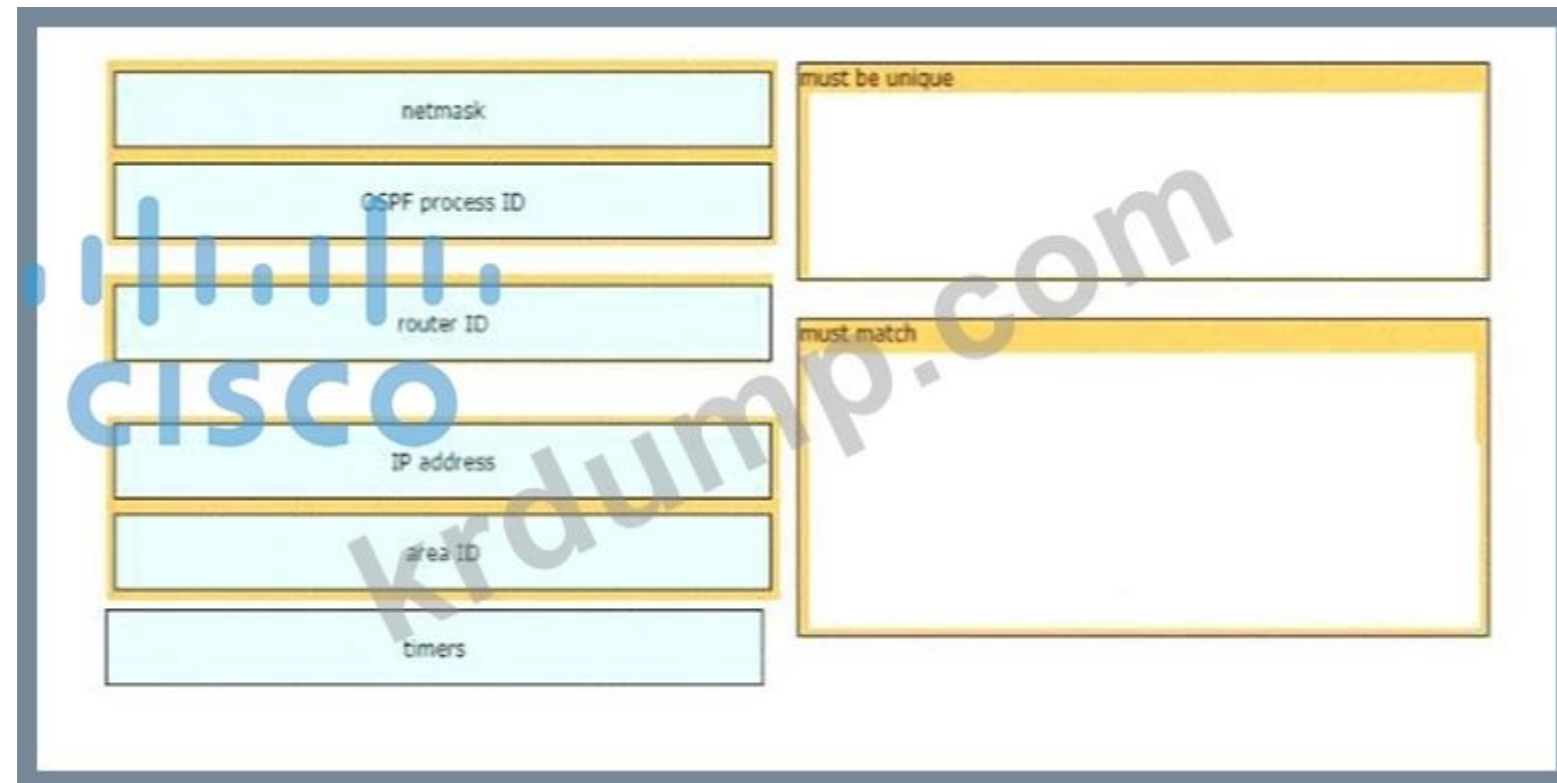 netmask
OSPF process ID
router ID
IP address
area ID
timers
must be unique
must match
CISCO
krdump.com